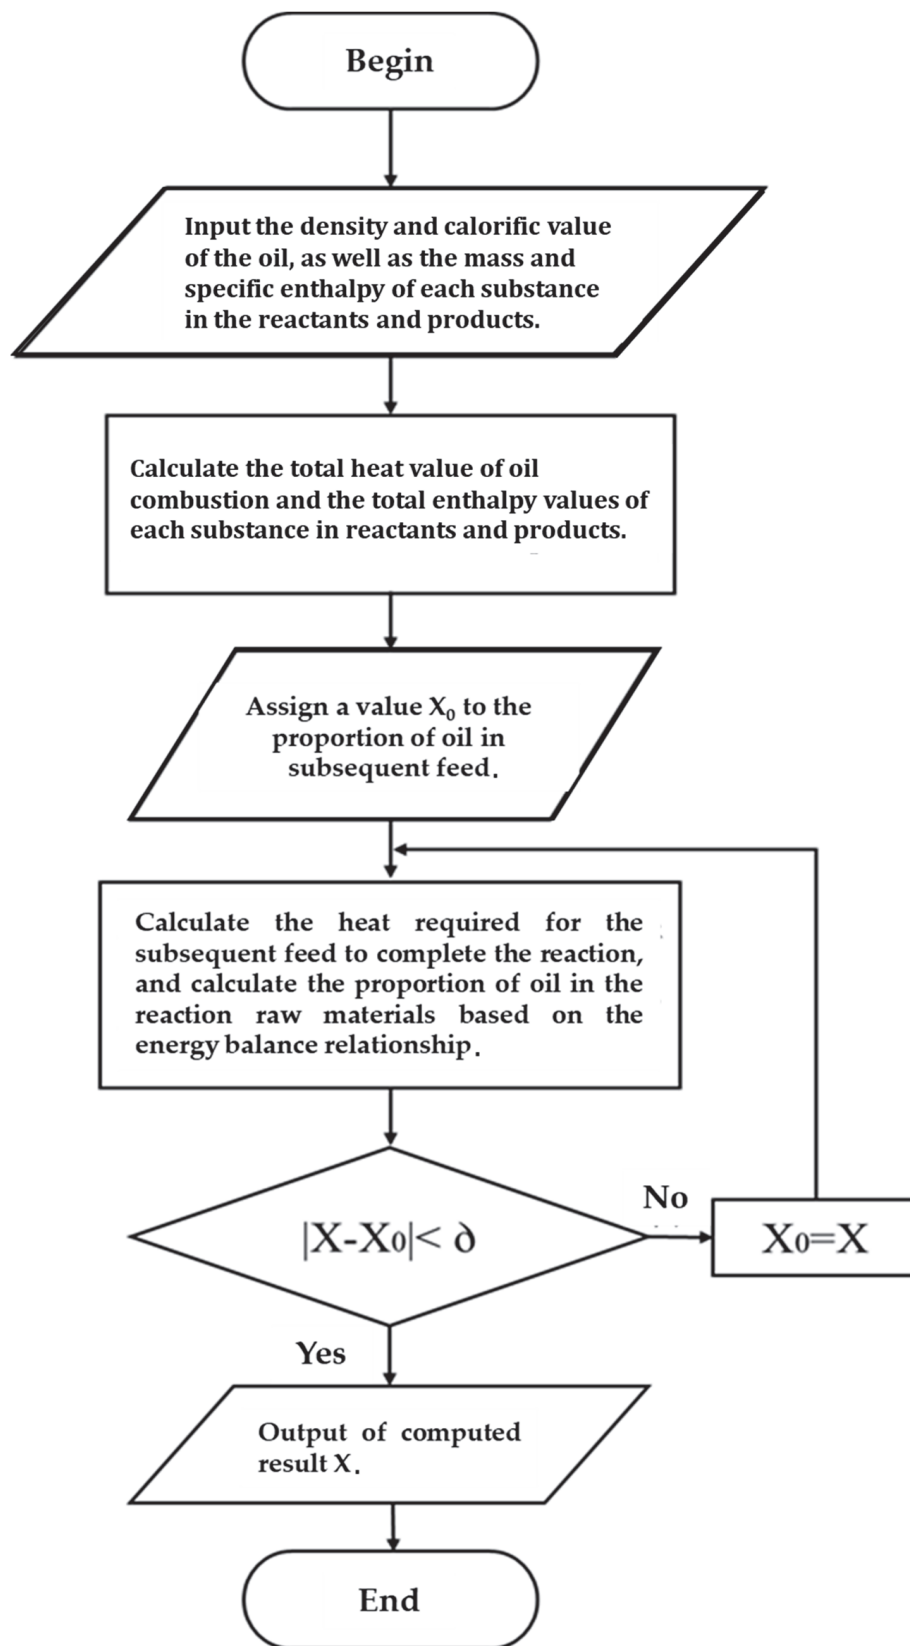 Begin
Input the density and calorific value
of the oil, as well as the mass and
specific enthalpy of each substance
in the reactants and products.
Calculate the total heat value of oil
combustion and the total enthalpy values of
each substance in reactants and products.
Assign a value X₀ to the
proportion of oil in
subsequent feed.
Calculate the heat required for the
subsequent feed to complete the reaction,
and calculate the proportion of oil in the
reaction raw materials based on the
energy balance relationship.
|X-X₀|< ∂
No
X₀=X
Yes
Output of computed
result X.
End